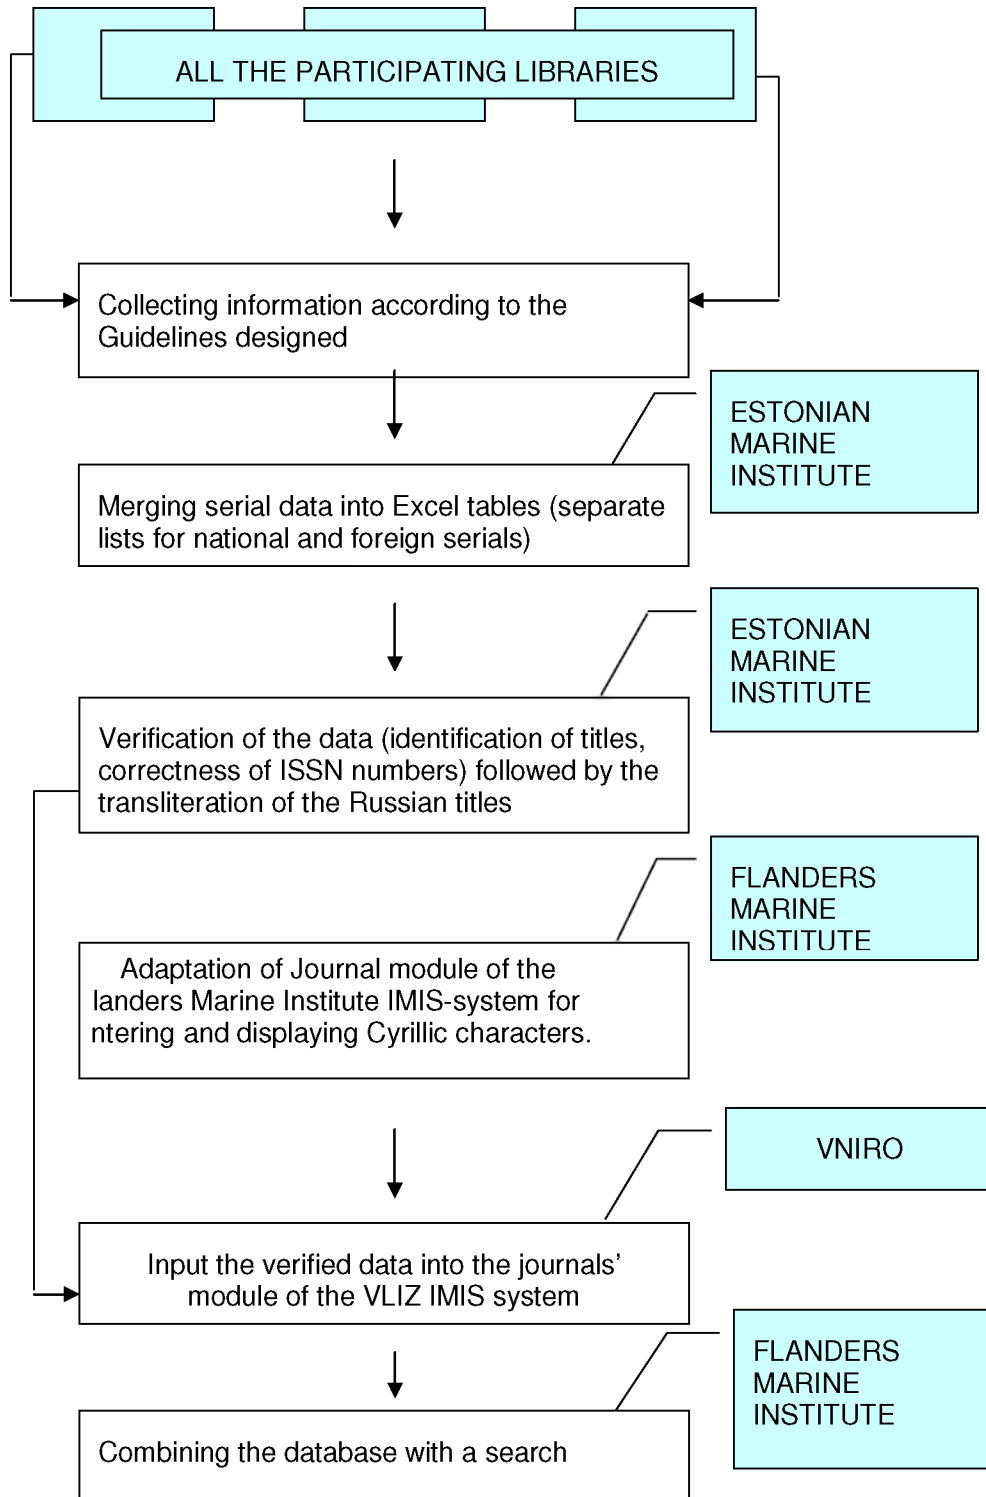 ALL THE PARTICIPATING LIBRARIES
Collecting information according to the
Guidelines designed
ESTONIAN
MARINE
INSTITUTE
Merging serial data into Excel tables (separate
lists for national and foreign serials)
ESTONIAN
MARINE
INSTITUTE
Verification of the data (identification of titles,
correctness of ISSN numbers) followed by the
transliteration of the Russian titles
FLANDERS
MARINE
INSTITUTE
Adaptation of Journal module of the
landers Marine Institute IMIS-system for
ntering and displaying Cyrillic characters.
VNIRO
Input the verified data into the journals’
module of the VLIZ IMIS system
FLANDERS
MARINE
INSTITUTE
Combining the database with a search